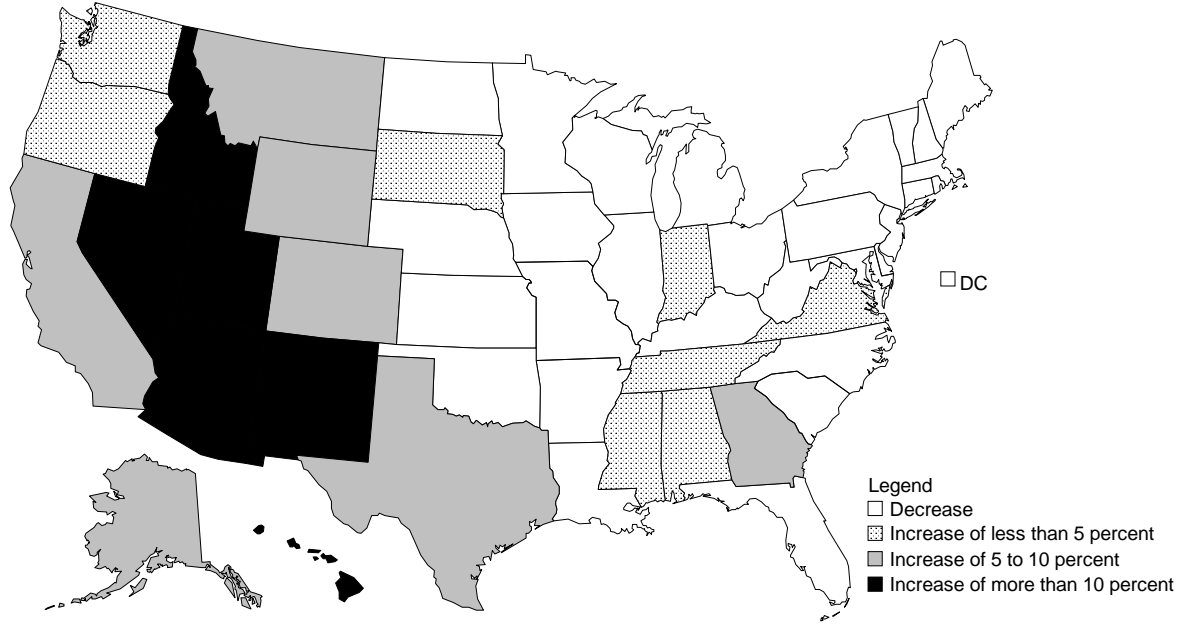 DC
Legend
Decrease
Increase of less than 5 percent
Increase of 5 to 10 percent
Increase of more than 10 percent